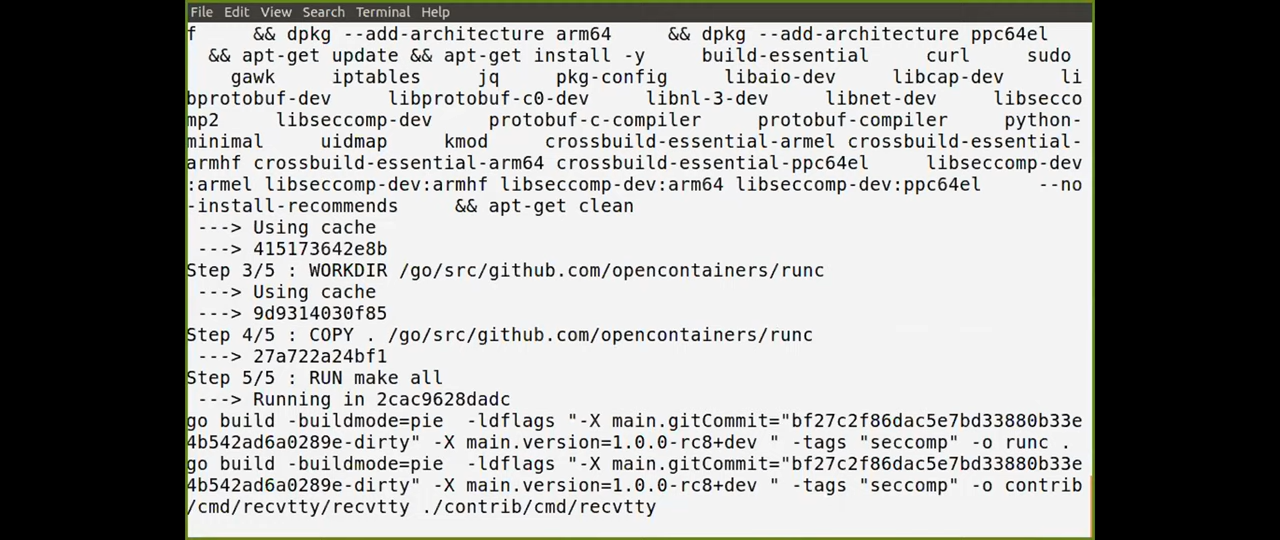 File Edit View Search Terminal Help
f     && dpkg --add-architecture arm64     && dpkg --add-architecture ppc64el
  && apt-get update && apt-get install -y     build-essential     curl     sudo
    gawk     iptables     jq     pkg-config     libaio-dev     libcap-dev     li
bprotobuf-dev     libprotobuf-c0-dev     libnl-3-dev     libnet-dev     libsecco
mp2     libseccomp-dev     protobuf-c-compiler     protobuf-compiler     python-
minimal     uidmap     kmod     crossbuild-essential-armel crossbuild-essential-
armhf crossbuild-essential-arm64 crossbuild-essential-ppc64el     libseccomp-dev
:armel libseccomp-dev:armhf libseccomp-dev:arm64 libseccomp-dev:ppc64el     --no
-install-recommends     && apt-get clean
 ---> Using cache
 ---> 415173642e8b
Step 3/5 : WORKDIR /go/src/github.com/opencontainers/runc
 ---> Using cache
 ---> 9d9314030f85
Step 4/5 : COPY . /go/src/github.com/opencontainers/runc
 ---> 27a722a24bf1
Step 5/5 : RUN make all
 ---> Running in 2cac9628dadc
go build -buildmode=pie  -ldflags "-X main.gitCommit="bf27c2f86dac5e7bd33880b33e
4b542ad6a0289e-dirty" -X main.version=1.0.0-rc8+dev " -tags "seccomp" -o runc .
go build -buildmode=pie  -ldflags "-X main.gitCommit="bf27c2f86dac5e7bd33880b33e
4b542ad6a0289e-dirty" -X main.version=1.0.0-rc8+dev " -tags "seccomp" -o contrib
/cmd/recvtty/recvtty ./contrib/cmd/recvtty